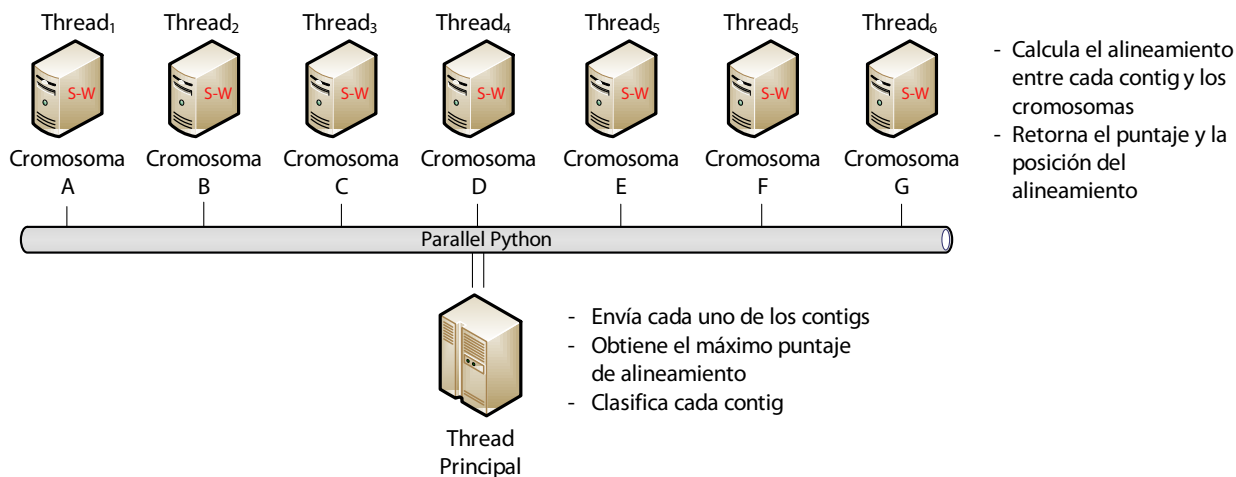 Thread₁ Thread₂ Thread₃ Thread₄ Thread₅ Thread₅ Thread₆
S-W S-W S-W S-W S-W S-W S-W
Cromosoma A
Cromosoma B
Cromosoma C
Cromosoma D
Cromosoma E
Cromosoma F
Cromosoma G
- Calcula el alineamiento
entre cada contig y los
cromosomas
- Retorna el puntaje y la
posición del
alineamiento
Parallel Python
- Envía cada uno de los contigs
- Obtiene el máximo puntaje
de alineamiento
- Clasifica cada contig
Thread
Principal